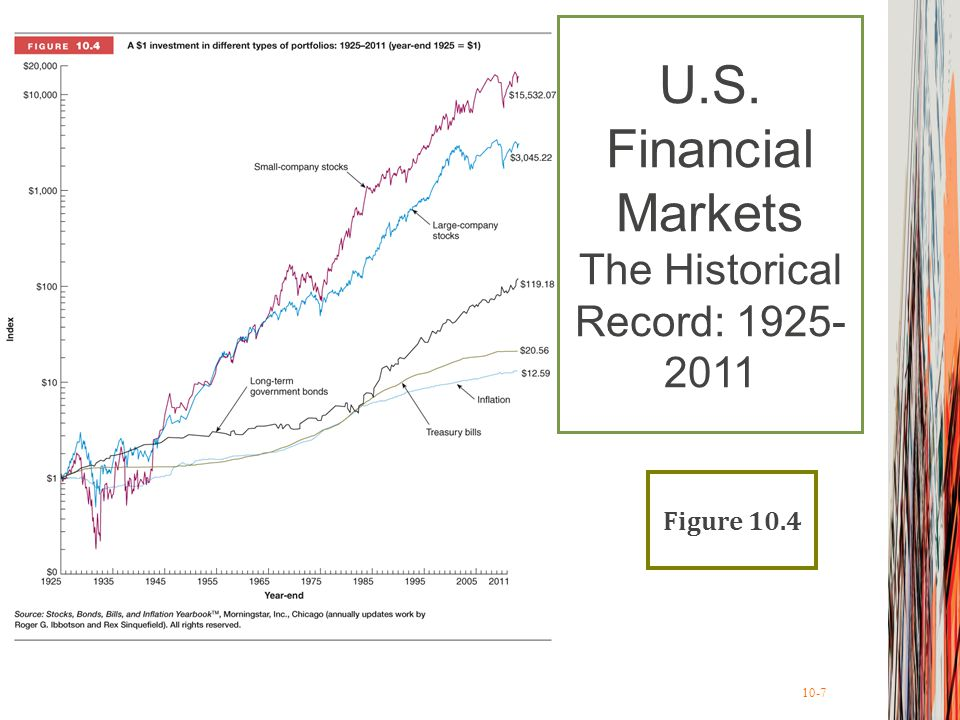 FIGURE 10.4 A $1 investment in different types of portfolios: 1925–2011 (year-end 1925 = $1)
$20,000
$10,000
$15,532.07
$3,045.22
Small-company stocks
$1,000
Large-company
stocks
$119.18
$100
Index
$20.56
$12.59
$10
Long-term
government bonds
Inflation
Treasury bills
$1
$0
1925 1935 1945 1955 1965 1975 1985 1995 2005 2011
Year-end
Source: Stocks, Bonds, Bills, and Inflation Yearbook™, Morningstar, Inc., Chicago (annually updates work by
Roger G. Ibbotson and Rex Sinquefield). All rights reserved.
U.S.
Financial
Markets
The Historical
Record: 1925-
2011
Figure 10.4
10-7